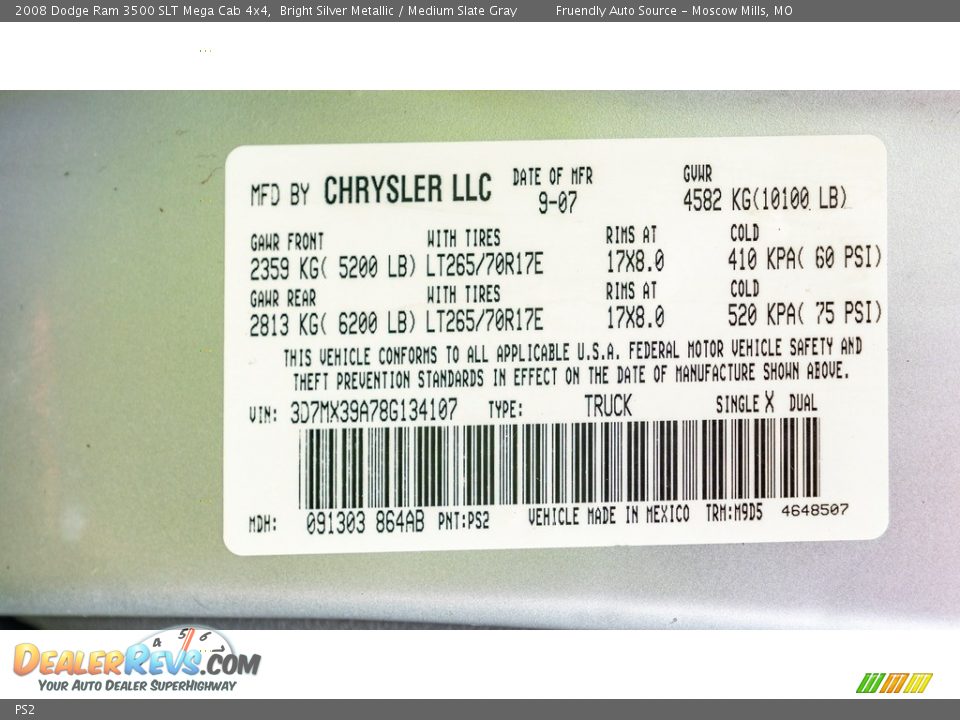 2008 Dodge Ram 3500 SLT Mega Cab 4x4,  Bright Silver Metallic / Medium Slate Gray    Fruendly Auto Source - Moscow Mills, MO
MFD BY CHRYSLER LLC DATE OF MFR 9-07 GVWR 4582 KG(10100 LB)
GAWR FRONT WITH TIRES RIMS AT COLD
2359 KG( 5200 LB) LT265/70R17E 17X8.0 410 KPA( 60 PSI)
GAWR REAR WITH TIRES RIMS AT COLD
2813 KG( 6200 LB) LT265/70R17E 17X8.0 520 KPA( 75 PSI)
THIS VEHICLE CONFORMS TO ALL APPLICABLE U.S.A. FEDERAL MOTOR VEHICLE SAFETY AND
THEFT PREVENTION STANDARDS IN EFFECT ON THE DATE OF MANUFACTURE SHOWN ABOVE.
VIN: 3D7MX39A78G134107 TYPE: TRUCK SINGLE X DUAL
MDH: 091303 864AB PNT:PS2 VEHICLE MADE IN MEXICO TRM:M9D5 4648507
4 5 6 7
DEALERREVS.COM
YOUR AUTO DEALER SUPERHIGHWAY
PS2